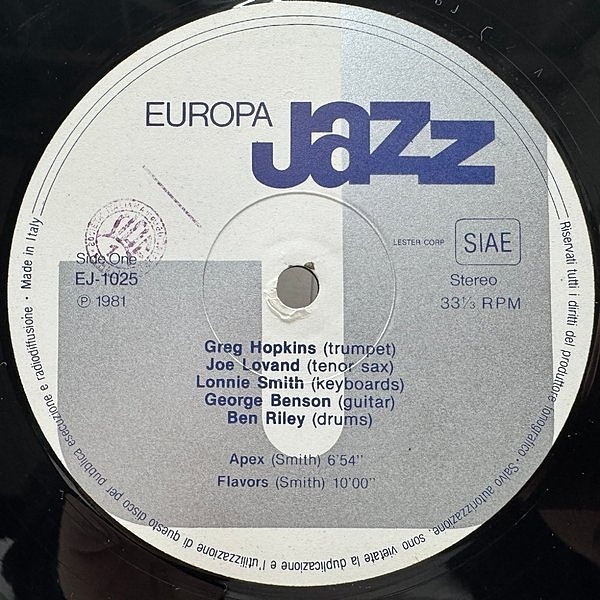 EUROPA Jazz
LESTER CORP
SIAE
Side One
EJ-1025
Ⓟ 1981
Stereo
33⅓ RPM
Greg Hopkins (trumpet)
Joe Lovand (tenor sax)
Lonnie Smith (keyboards)
George Benson (guitar)
Ben Riley (drums)
Apex (Smith) 6'54''
Flavors (Smith) 10'00''
Riservati tutti i diritti del produttore fonografico · Salvo autorizzazione, sono vietate la duplicazione e l'utilizzazione di questo disco per pubblica esecuzione e radiodiffusione · Made in Italy